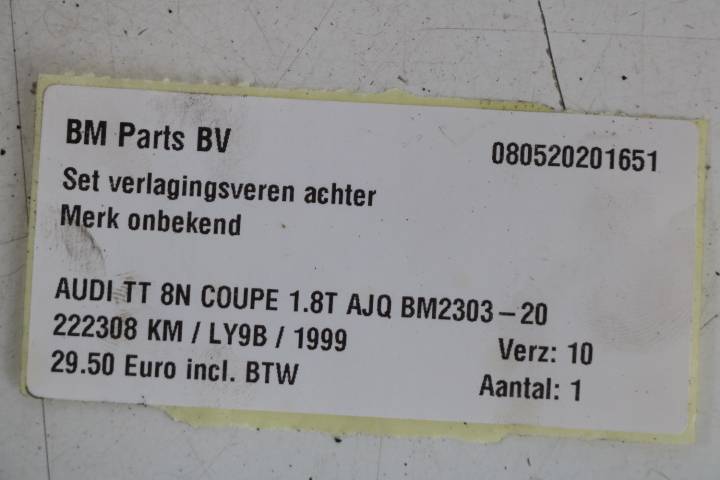 BM Parts BV 080520201651
Set verlagingsveren achter
Merk onbekend
AUDI TT 8N COUPE 1.8T AJQ BM2303-20
222308 KM / LY9B / 1999 Verz: 10
29.50 Euro incl. BTW Aantal: 1